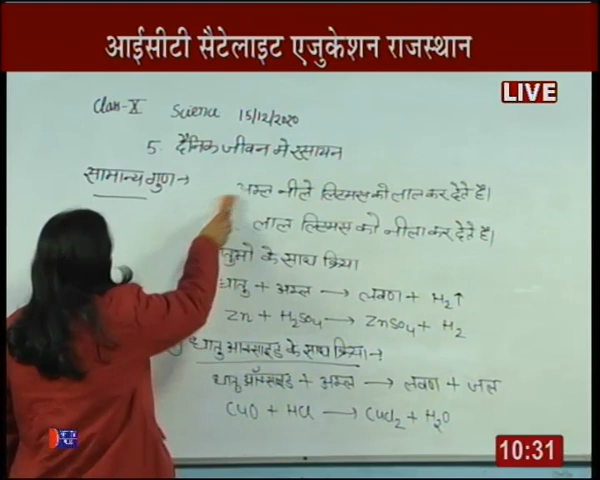 आईसीटी सैटेलाइट एजुकेशन राजस्थान
LIVE
Class-X Science 15/12/2020
5. दैनिक जीवन मे रसायन
सामान्य गुण →
अम्ल नीले लिटमस को लाल कर देते है।
लाल लिटमस को नीला कर देते है।
के साथ क्रिया
धातु + अम्ल → लवण + H₂↑
Zn + H₂SO₄ → ZnSO₄ + H₂
धातु ऑक्साइड के साथ क्रिया →
धातु ऑक्साइड + अम्ल → लवण + जल
CuO + HCl → CuCl₂ + H₂O
10:31